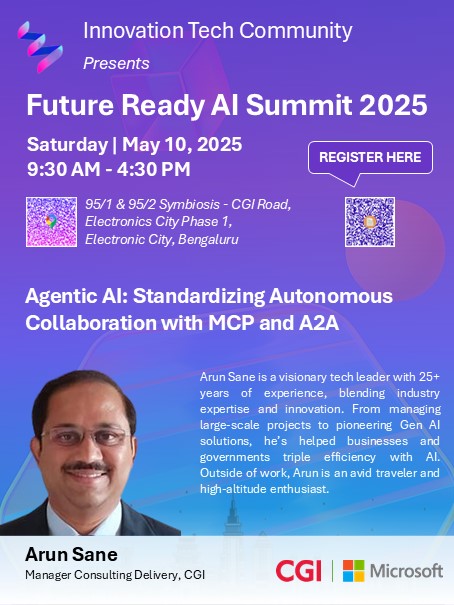 Innovation Tech Community
Presents
Future Ready AI Summit 2025
Saturday | May 10, 2025
9:30 AM - 4:30 PM
REGISTER HERE
95/1 & 95/2 Symbiosis - CGI Road,
Electronics City Phase 1,
Electronic City, Bengaluru
Agentic AI: Standardizing Autonomous
Collaboration with MCP and A2A
Arun Sane is a visionary tech leader with 25+
years of experience, blending industry
expertise and innovation. From managing
large-scale projects to pioneering Gen AI
solutions, he's helped businesses and
governments triple efficiency with AI.
Outside of work, Arun is an avid traveler and
high-altitude enthusiast.
Arun Sane
Manager Consulting Delivery, CGI
CGI | Microsoft